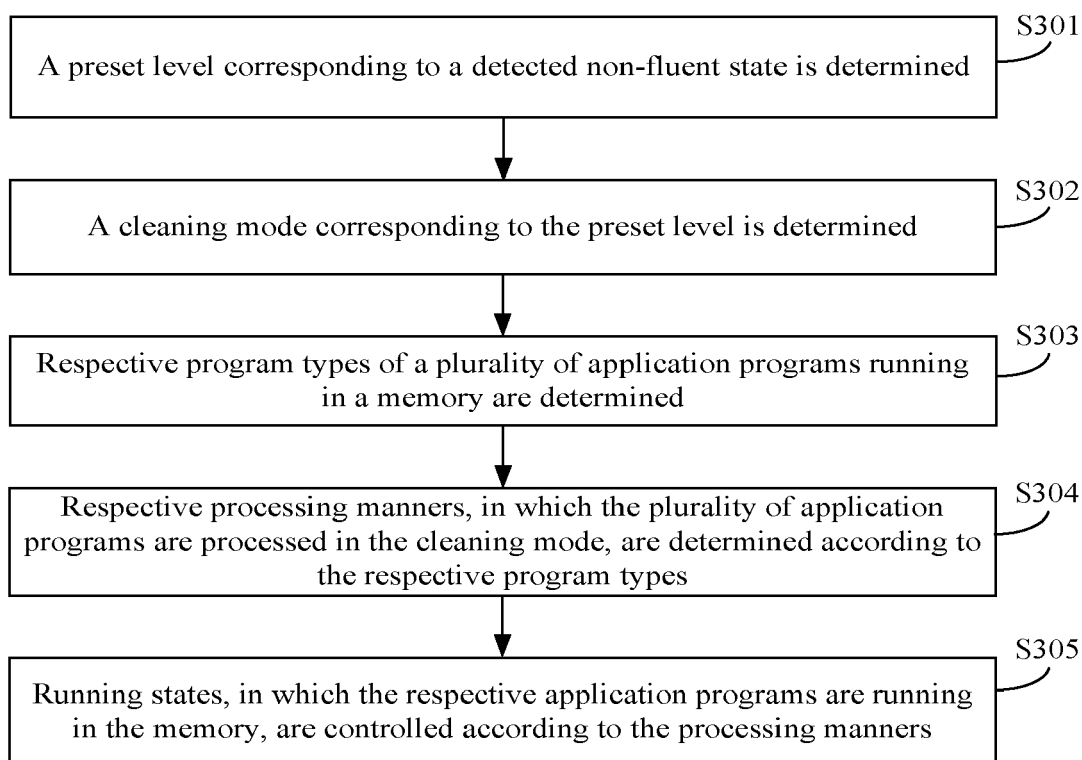 S301
A preset level corresponding to a detected non-fluent state is determined
S302
A cleaning mode corresponding to the preset level is determined
S303
Respective program types of a plurality of application programs running
in a memory are determined
S304
Respective processing manners, in which the plurality of application
programs are processed in the cleaning mode, are determined according to
the respective program types
S305
Running states, in which the respective application programs are running
in the memory, are controlled according to the processing manners